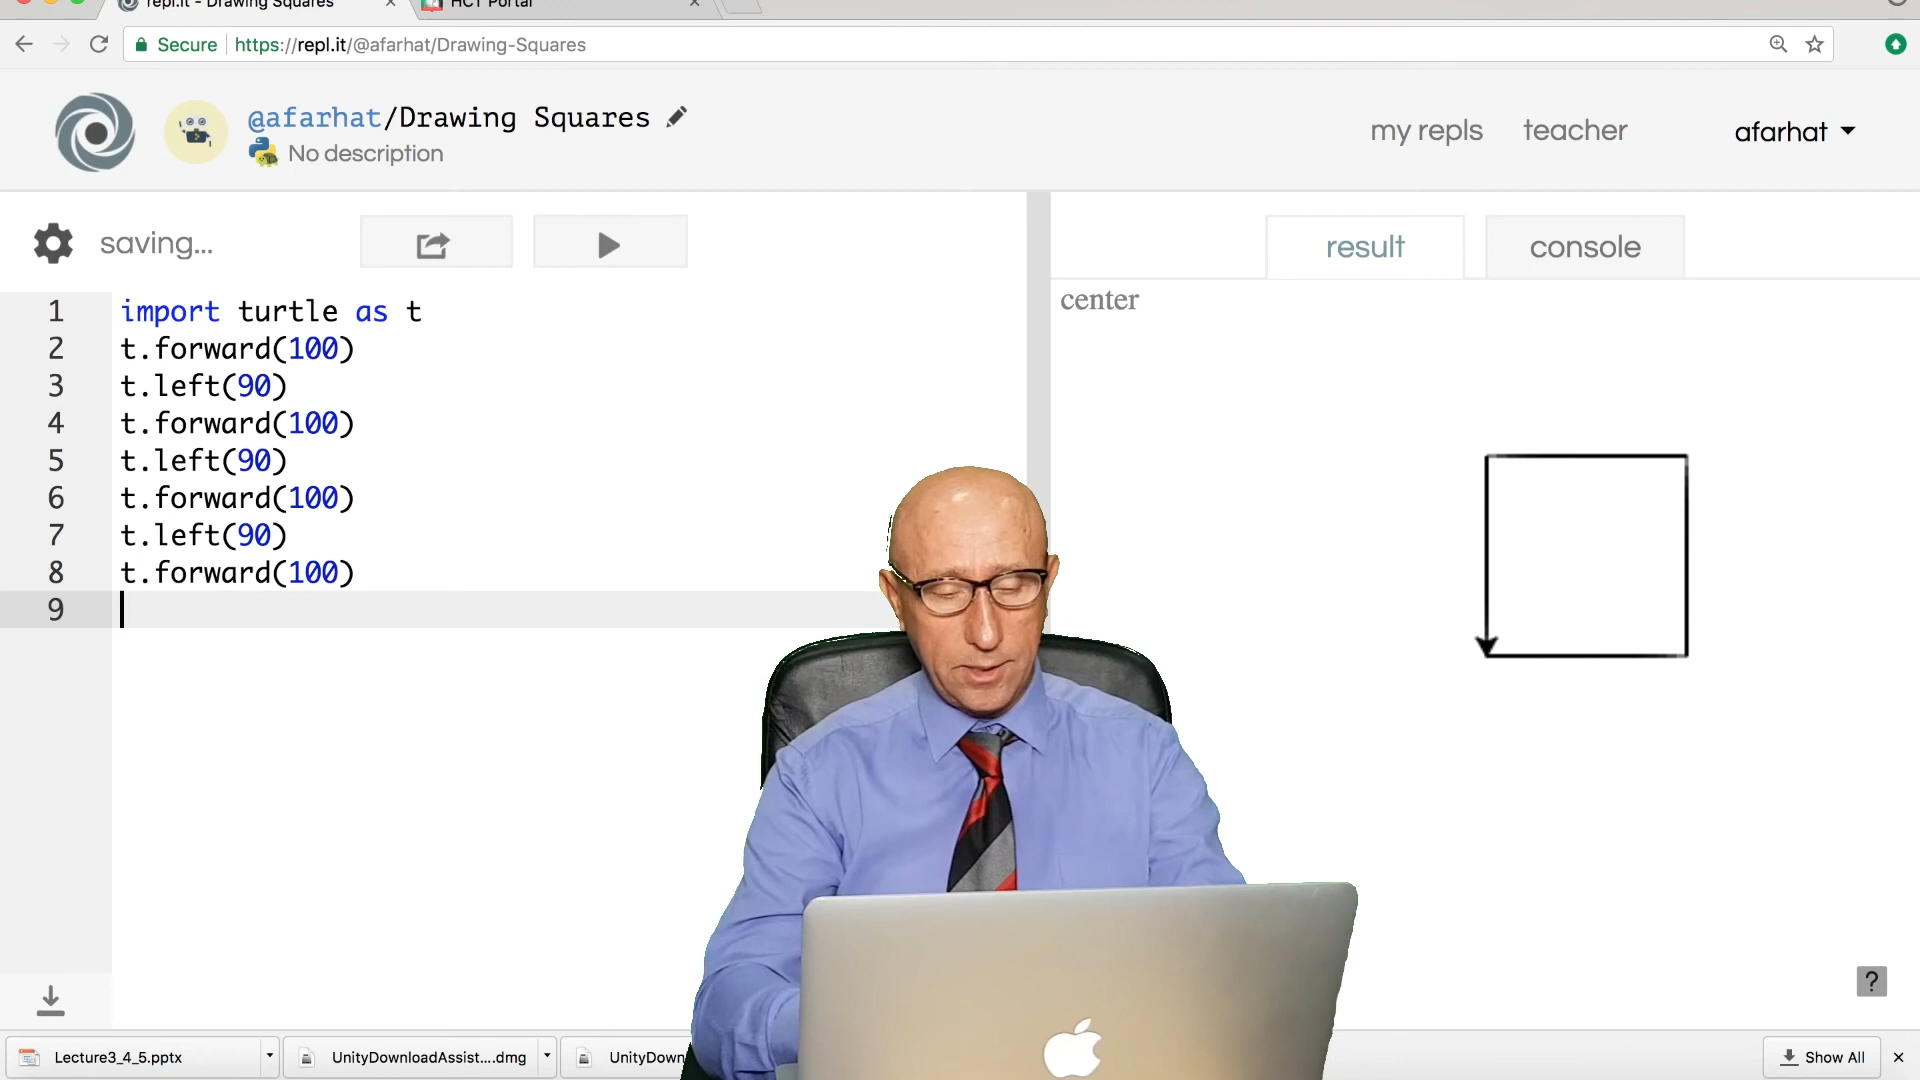 repl.it - Drawing Squares
HCT Portal
Secure https://repl.it/@afarhat/Drawing-Squares
@afarhat/Drawing Squares
No description
my repls teacher afarhat
saving...
result console
1 import turtle as t
2 t.forward(100)
3 t.left(90)
4 t.forward(100)
5 t.left(90)
6 t.forward(100)
7 t.left(90)
8 t.forward(100)
9
center
?
Lecture3_4_5.pptx
UnityDownloadAssist....dmg
UnityDown
Show All